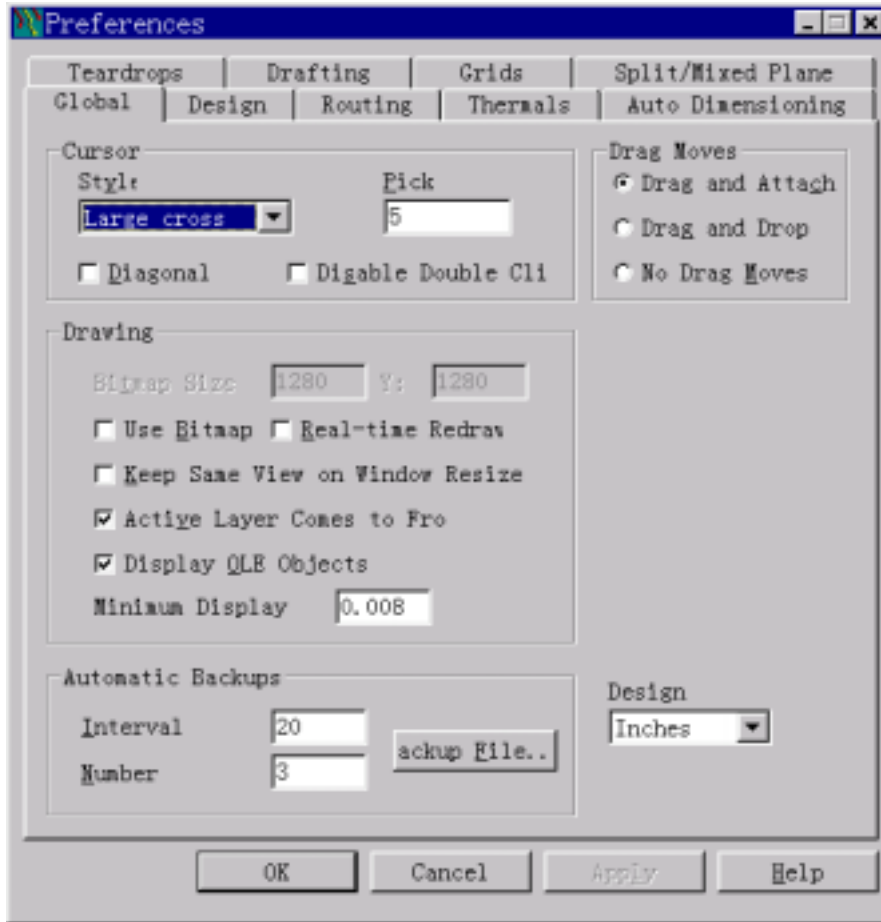 Preferences
Teardrops Drafting Grids Split/Mixed Plane
Global Design Routing Thermals Auto Dimensioning
Cursor
Style Pick
Large cross 5
Diagonal Disable Double Cli
Drag Moves
Drag and Attach
Drag and Drop
No Drag Moves
Drawing
Bitmap Size 1280 Y: 1280
Use Bitmap Real-time Redraw
Keep Same View on Window Resize
Active Layer Comes to Fro
Display OLE Objects
Minimum Display 0.008
Automatic Backups
Interval 20
Number 3
ackup File..
Design
Inches
OK Cancel Apply Help